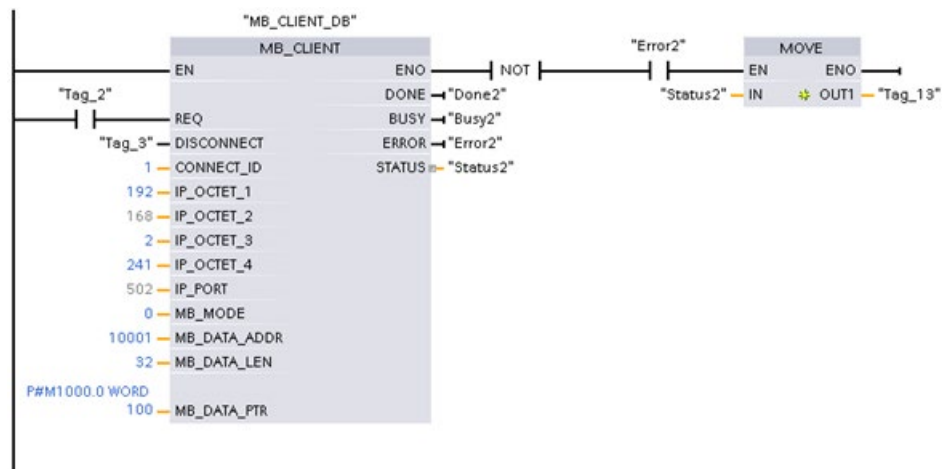 "MB_CLIENT_DB"
MB_CLIENT
EN ENO
NOT
"Error2"
MOVE
EN ENO
"Status2" IN OUT1 "Tag_13"
DONE "Done2"
"Tag_2"
REQ BUSY "Busy2"
"Tag_3" DISCONNECT ERROR "Error2"
1 CONNECT_ID STATUS "Status2"
192 IP_OCTET_1
168 IP_OCTET_2
2 IP_OCTET_3
241 IP_OCTET_4
502 IP_PORT
0 MB_MODE
10001 MB_DATA_ADDR
32 MB_DATA_LEN
P#M1000.0 WORD
100 MB_DATA_PTR